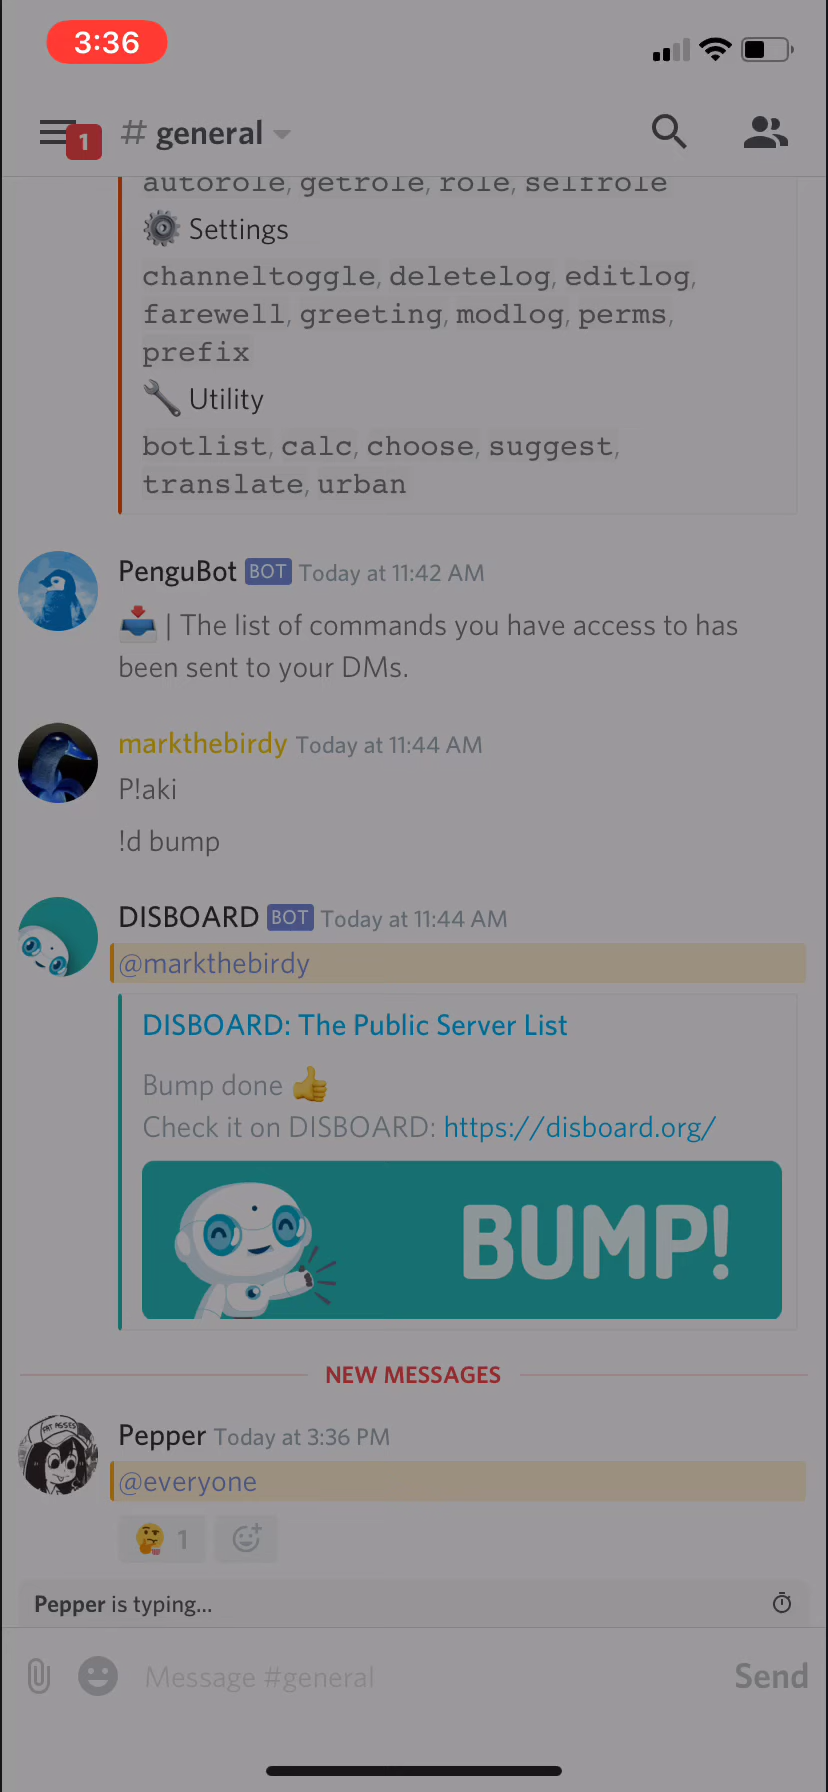 3:36
1
# general
autorole, getrole, role, selfrole
Settings
channeltoggle, deletelog, editlog,
farewell, greeting, modlog, perms,
prefix
Utility
botlist, calc, choose, suggest,
translate, urban
PenguBot BOT Today at 11:42 AM
| The list of commands you have access to has
been sent to your DMs.
markthebirdy Today at 11:44 AM
P!aki
!d bump
DISBOARD BOT Today at 11:44 AM
@markthebirdy
DISBOARD: The Public Server List
Bump done 👍
Check it on DISBOARD: https://disboard.org/
BUMP!
NEW MESSAGES
FAT ASSES
Pepper Today at 3:36 PM
@everyone
🤔 1
Pepper is typing...
Message #general
Send